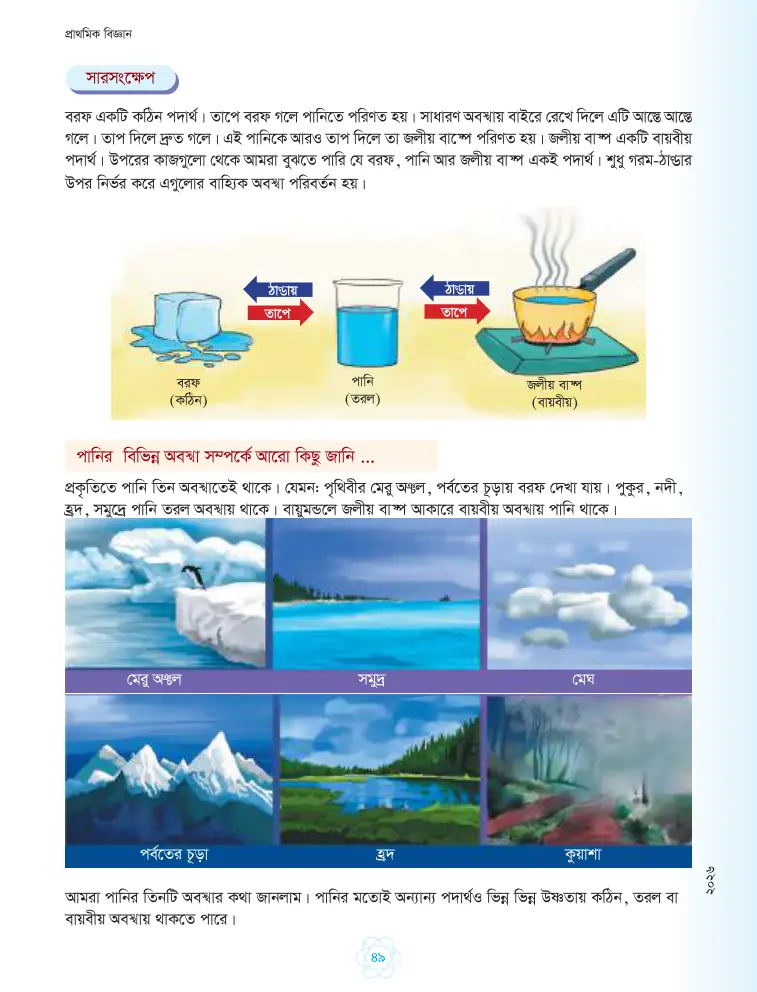 প্রাথমিক বিজ্ঞান
সারসংক্ষেপ
বরফ একটি কঠিন পদার্থ। তাপে বরফ গলে পানিতে পরিণত হয়। সাধারণ অবস্থায় বাইরে রেখে দিলে এটি আস্তে আস্তে
গলে। তাপ দিলে দ্রুত গলে। এই পানিকে আরও তাপ দিলে তা জলীয় বাষ্পে পরিণত হয়। জলীয় বাষ্প একটি বায়বীয়
পদার্থ। উপরের কাজগুলো থেকে আমরা বুঝতে পারি যে বরফ, পানি আর জলীয় বাষ্প একই পদার্থ। শুধু গরম-ঠাণ্ডার
উপর নির্ভর করে এগুলোর বাহ্যিক অবস্থা পরিবর্তন হয়।
ঠাণ্ডায়
তাপে
ঠাণ্ডায়
তাপে
বরফ
(কঠিন)
পানি
(তরল)
জলীয় বাষ্প
(বায়বীয়)
পানির বিভিন্ন অবস্থা সম্পর্কে আরো কিছু জানি ...
প্রকৃতিতে পানি তিন অবস্থাতেই থাকে। যেমন: পৃথিবীর মেরু অঞ্চল, পর্বতের চূড়ায় বরফ দেখা যায়। পুকুর, নদী,
হ্রদ, সমুদ্রে পানি তরল অবস্থায় থাকে। বায়ুমন্ডলে জলীয় বাষ্প আকারে বায়বীয় অবস্থায় পানি থাকে।
মেরু অঞ্চল
সমুদ্র
মেঘ
পর্বতের চূড়া
হ্রদ
কুয়াশা
আমরা পানির তিনটি অবস্থার কথা জানলাম। পানির মতোই অন্যান্য পদার্থও ভিন্ন ভিন্ন উষ্ণতায় কঠিন, তরল বা
বায়বীয় অবস্থায় থাকতে পারে।
২০২৬
৪৯